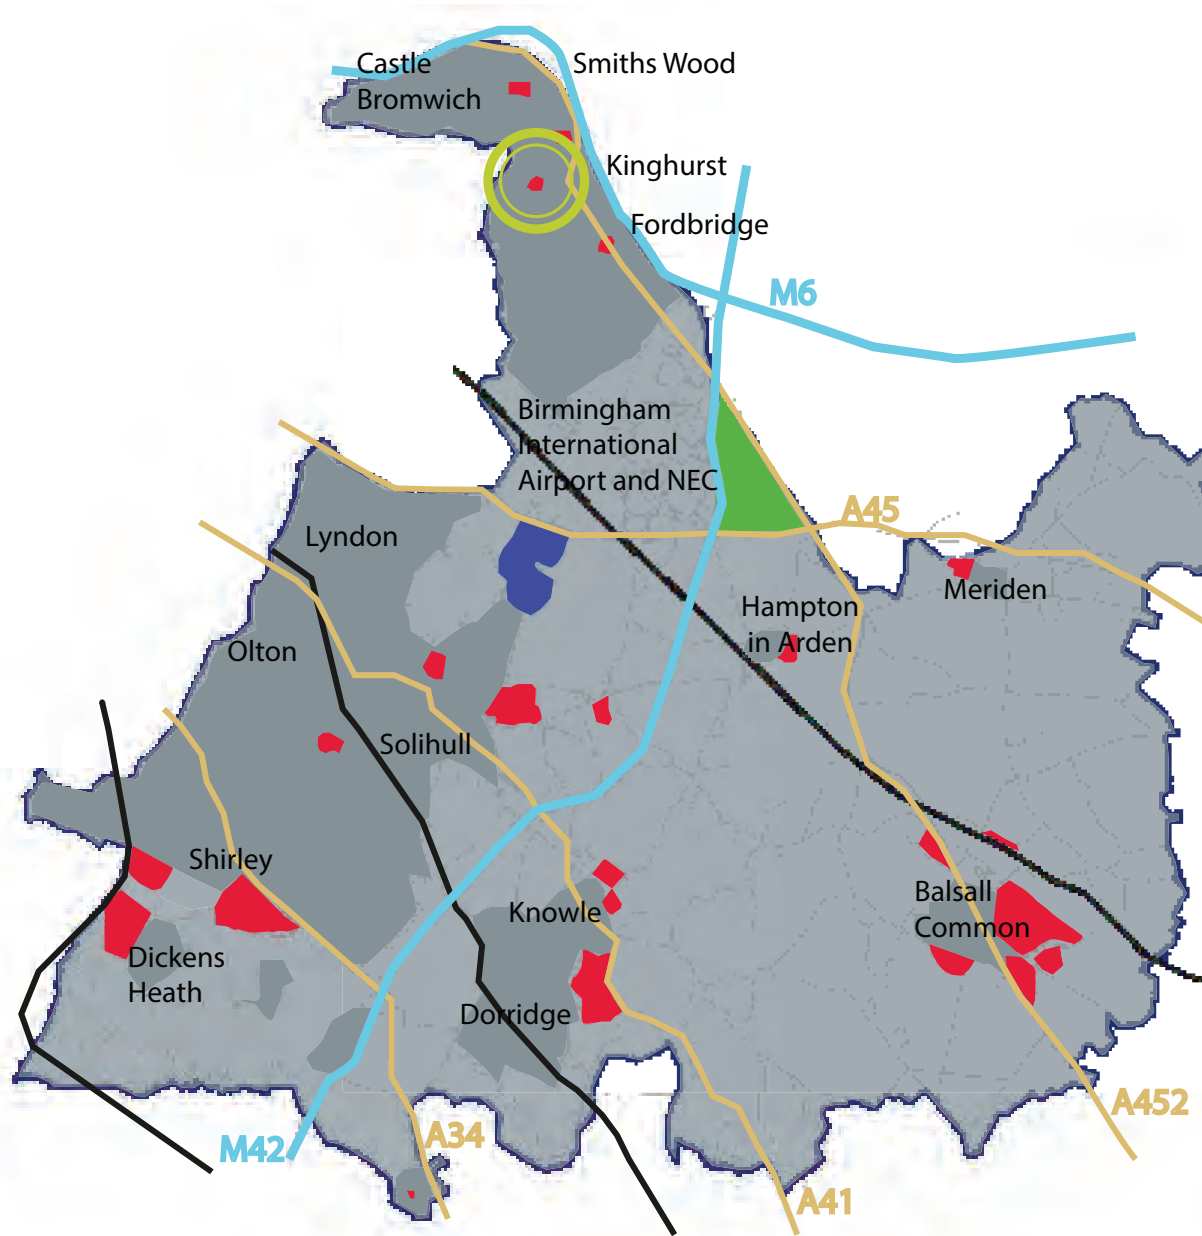 Castle
Bromwich
Smiths Wood
Kinghurst
Fordbridge
M6
Birmingham
International
Airport and NEC
A45
Lyndon
Meriden
Hampton
in Arden
Olton
Solihull
Shirley
Knowle
Balsall
Common
Dickens
Heath
Dorridge
A452
M42
A34
A41